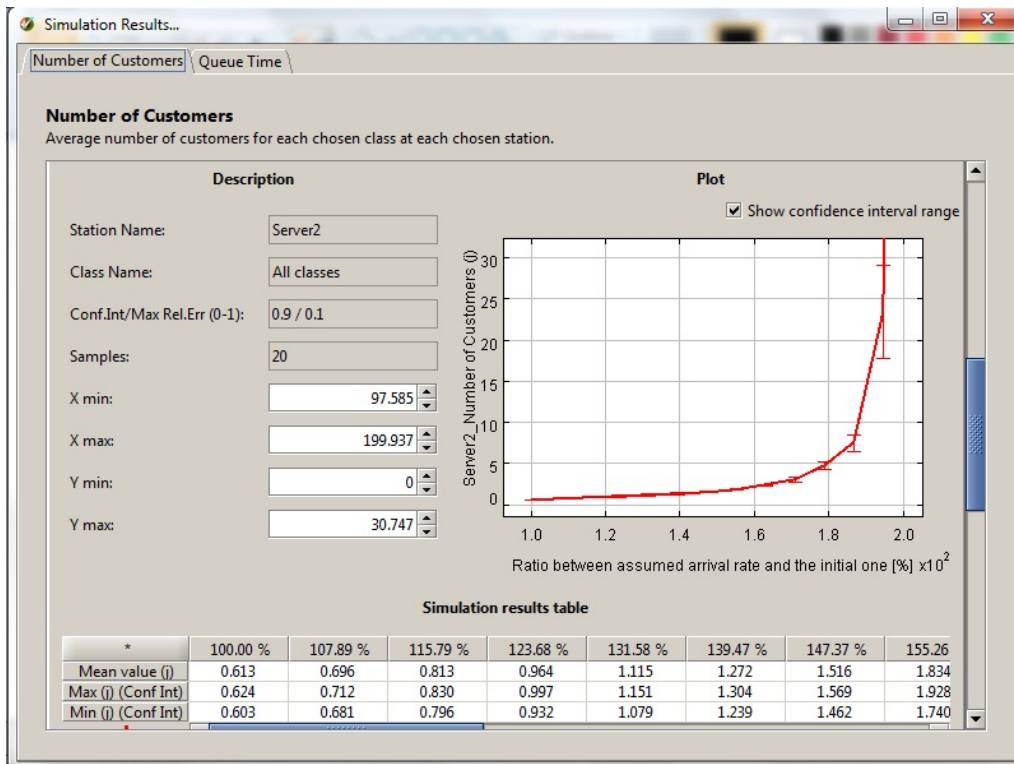 Simulation Results...
Number of Customers Queue Time
Number of Customers
Average number of customers for each chosen class at each chosen station.
Description
Station Name: Server2
Class Name: All classes
Conf.Int/Max Rel.Err (0-1): 0.9 / 0.1
Samples: 20
X min: 97.585
X max: 199.937
Y min: 0
Y max: 30.747
Plot
Show confidence interval range
Server2_Number of Customers (j)
30
25
20
15
10
5
0
1.0 1.2 1.4 1.6 1.8 2.0
Ratio between assumed arrival rate and the initial one [%] x10^2
Simulation results table
* 100.00 % 107.89 % 115.79 % 123.68 % 131.58 % 139.47 % 147.37 % 155.26
Mean value (j) 0.613 0.696 0.813 0.964 1.115 1.272 1.516 1.834
Max (j) (Conf Int) 0.624 0.712 0.830 0.997 1.151 1.304 1.569 1.928
Min (j) (Conf Int) 0.603 0.681 0.796 0.932 1.079 1.239 1.462 1.740